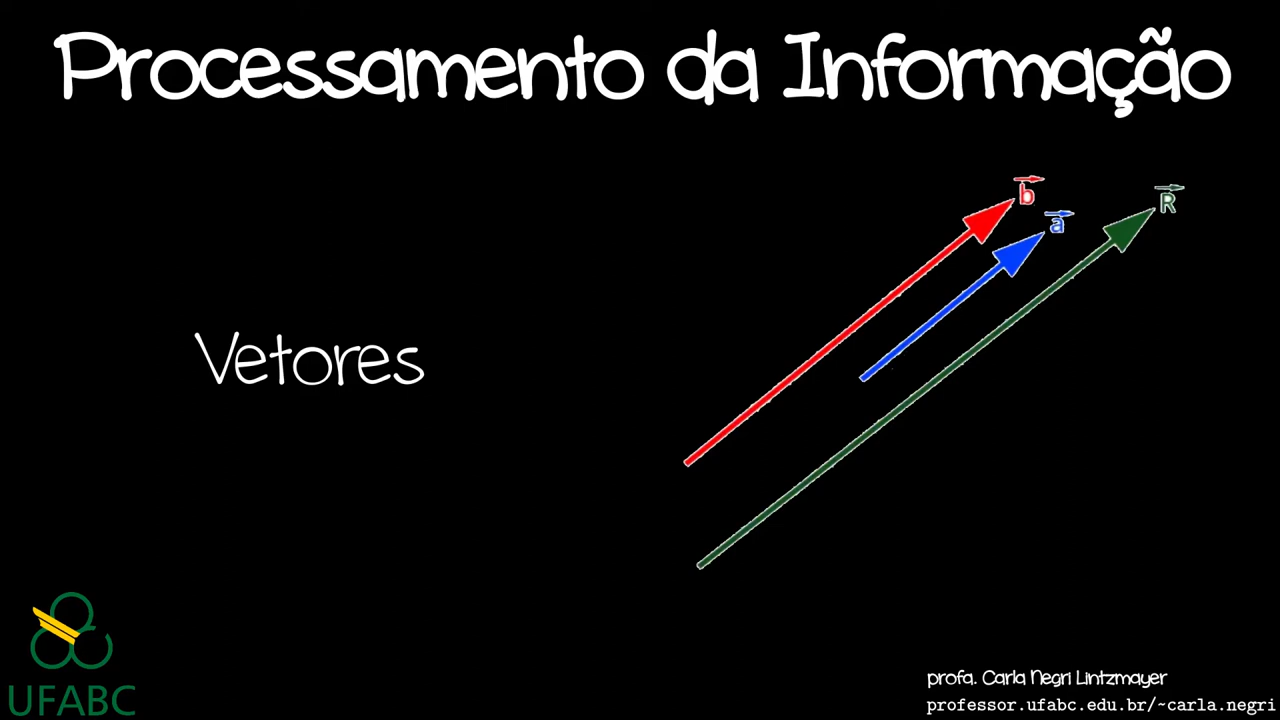 Processamento da Informação
b
a
R
Vetores
UFABC
profa. Carla Negri Lintzmayer
professor.ufabc.edu.br/~carla.negri